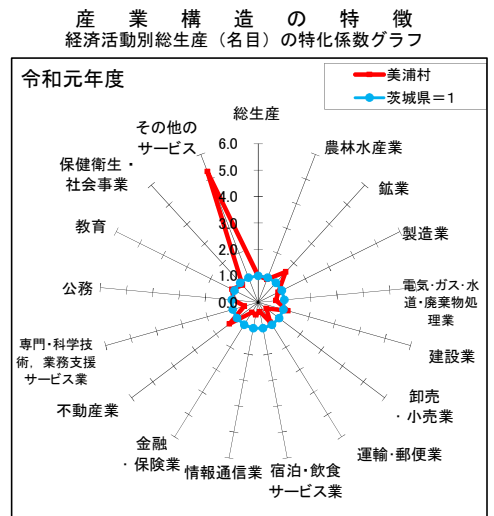 産業構造の特徴
経済活動別総生産（名目）の特化係数グラフ
令和元年度
美浦村
茨城県＝1
総生産
農林水産業
鉱業
製造業
電気・ガス・水
道・廃棄物処
理業
建設業
卸売
・小売業
運輸・郵便業
宿泊・飲食
サービス業
情報通信業
金融
・保険業
不動産業
専門・科学技
術，業務支援
サービス業
公務
教育
保健衛生・
社会事業
その他の
サービス
6.0
5.0
4.0
3.0
2.0
1.0
0.0